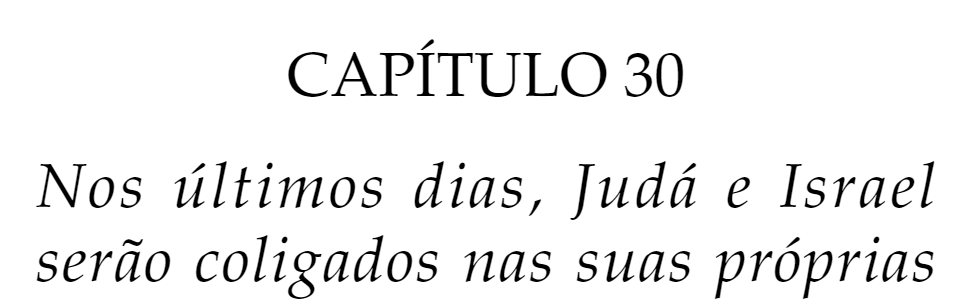 CAPÍTULO 30
Nos últimos dias, Judá e Israel
serão coligados nas suas próprias